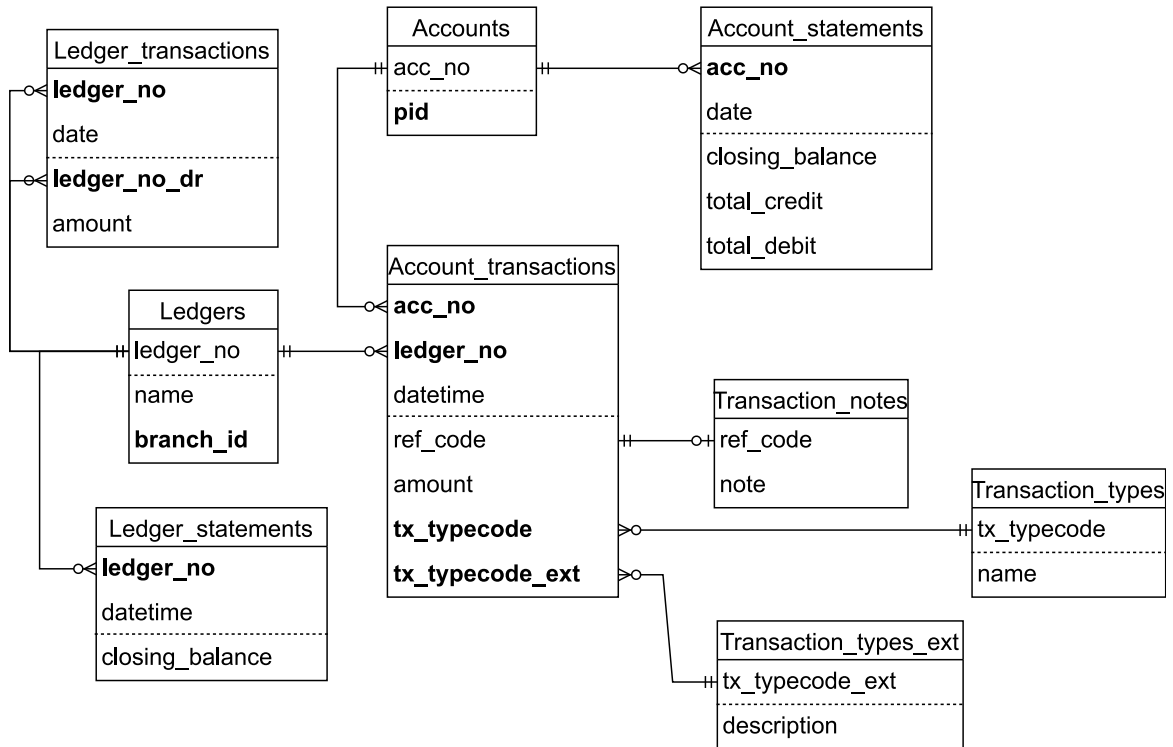 Ledger_transactions
ledger_no
date
ledger_no_dr
amount
Accounts
acc_no
pid
Account_statements
acc_no
date
closing_balance
total_credit
total_debit
Account_transactions
acc_no
ledger_no
datetime
ref_code
amount
tx_typecode
tx_typecode_ext
Ledgers
ledger_no
name
branch_id
Transaction_notes
ref_code
note
Transaction_types
tx_typecode
name
Ledger_statements
ledger_no
datetime
closing_balance
Transaction_types_ext
tx_typecode_ext
description